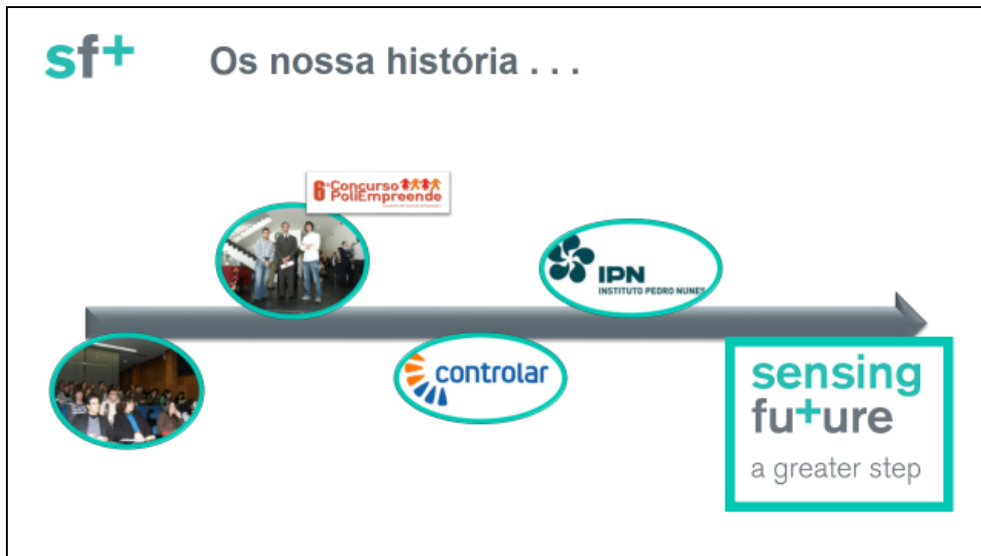 sf+
Os nossa história . . .
6º Concurso
PoliEmpreende
IPN
INSTITUTO PEDRO NUNES
controlar
sensing
fu+ure
a greater step